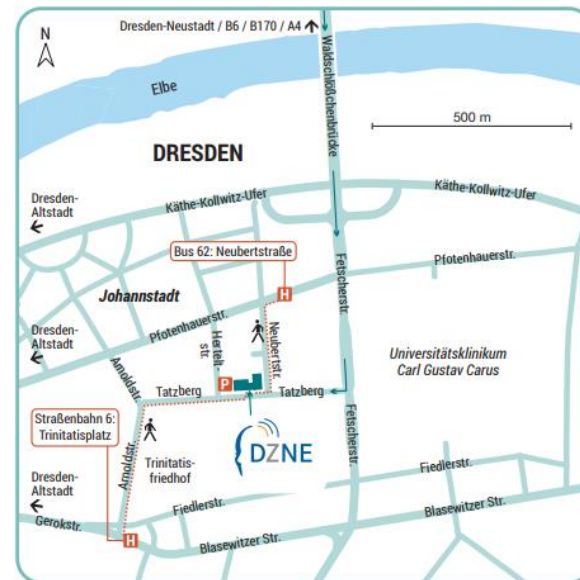 Dresden-Neustadt / B6 / B170 / A4
N
Waldschlößchenbrücke
Elbe
500 m
DRESDEN
Käthe-Kollwitz-Ufer
Käthe-Kollwitz-Ufer
Dresden-
Altstadt
Bus 62: Neubertstraße
H
Pfotenhauerstr.
Fetscherstr.
Johannstadt
Pfotenhauerstr.
Hertelt-
str.
Neubertstr.
Dresden-
Altstadt
Universitätsklinikum
Carl Gustav Carus
Arnoldstr.
P
Tatzberg
Tatzberg
Straßenbahn 6:
Trinitatisplatz
DZNE
Fetscherstr.
Arnoldstr.
Trinitatis-
friedhof
Fiedlerstr.
Dresden-
Altstadt
Fiedlerstr.
Blasewitzer Str.
Gerokstr.
H
Blasewitzer Str.